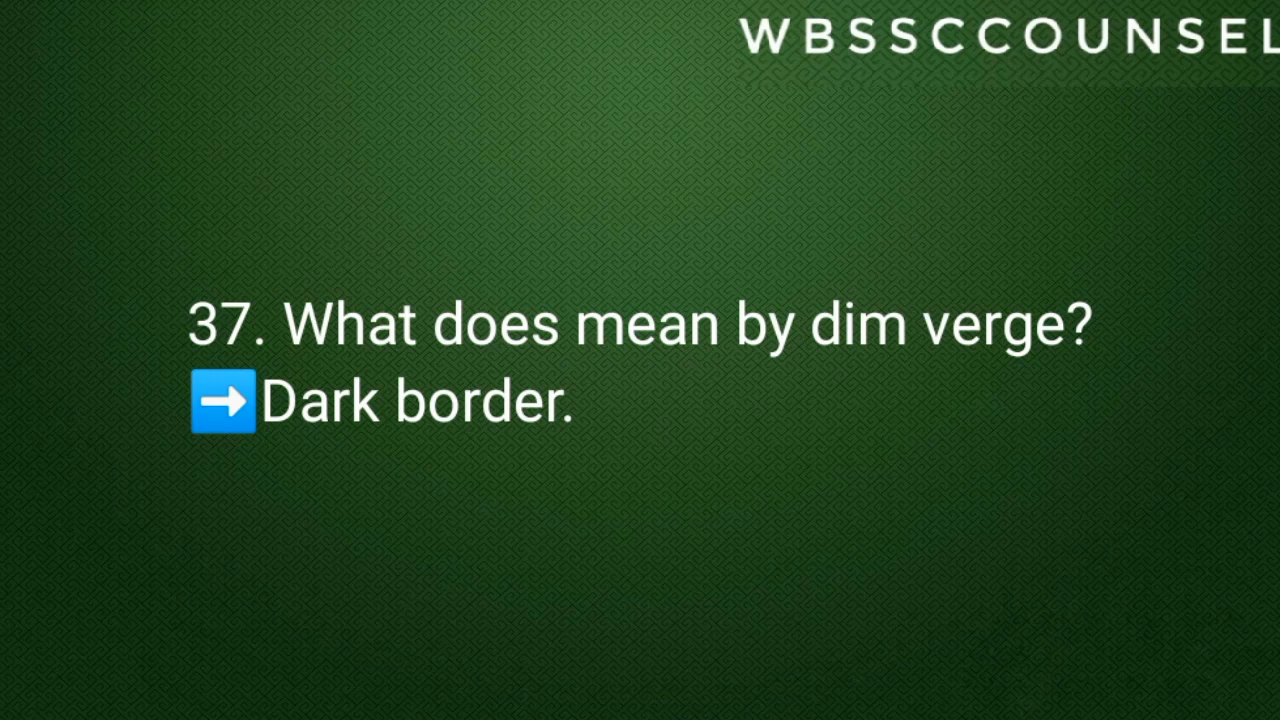 WBSSCCOUNSEL
37. What does mean by dim verge?
➡️Dark border.